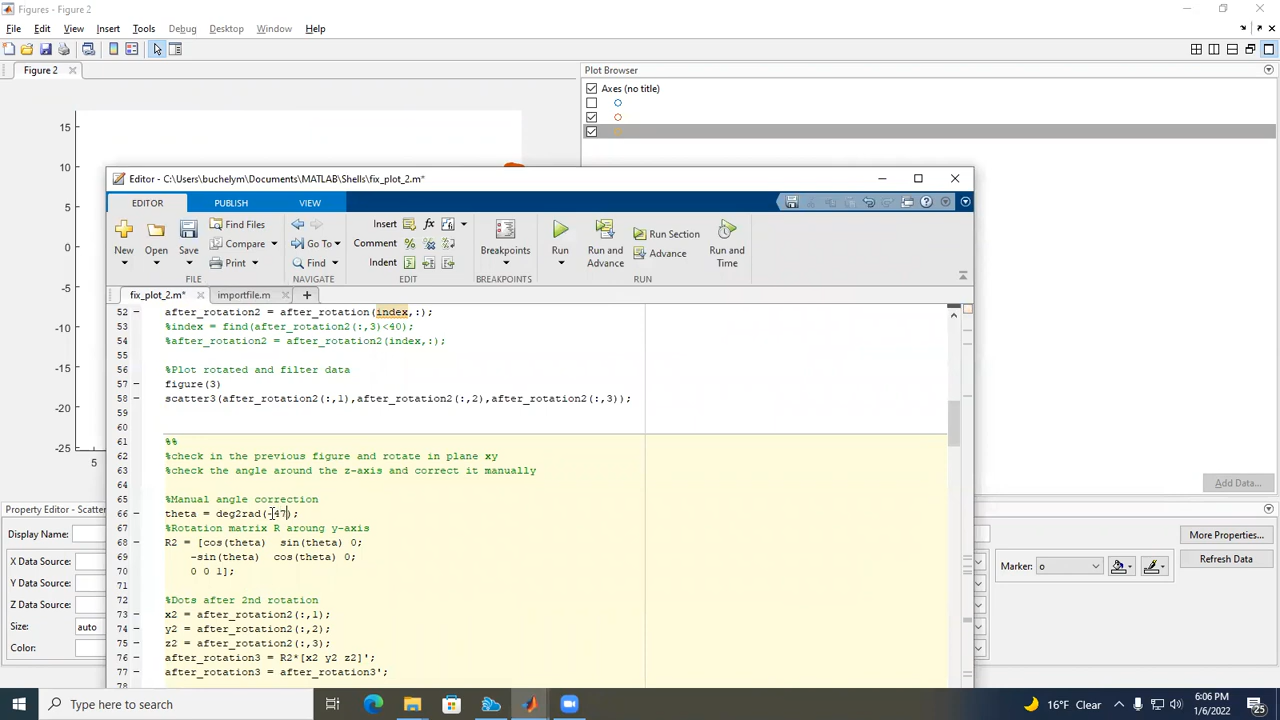 Figures - Figure 2
File Edit View Insert Tools Debug Desktop Window Help
Figure 2
Plot Browser
Axes (no title)
15
10
5
0
-5
-10
-15
-20
-25
5
Editor - C:\Users\buchelym\Documents\MATLAB\Shells\fix_plot_2.m*
EDITOR PUBLISH VIEW
New Open Save
Find Files
Compare
Print
Go To
Find
Insert
Comment
Indent
Breakpoints
Run
Run and Advance
Run Section
Advance
Run and Time
FILE NAVIGATE EDIT BREAKPOINTS RUN
fix_plot_2.m* importfile.m
52 after_rotation2 = after_rotation(index,:);
53 %index = find(after_rotation2(:,3)<40);
54 %after_rotation2 = after_rotation2(index,:);
55
56 %Plot rotated and filter data
57 figure(3)
58 scatter3(after_rotation2(:,1),after_rotation2(:,2),after_rotation2(:,3));
59
60
61 %%
62 %check in the previous figure and rotate in plane xy
63 %check the angle around the z-axis and correct it manually
64
65 %Manual angle correction
66 theta = deg2rad(-47);
67 %Rotation matrix R aroung y-axis
68 R2 = [cos(theta) sin(theta) 0;
69 -sin(theta) cos(theta) 0;
70 0 0 1];
71
72 %Dots after 2nd rotation
73 x2 = after_rotation2(:,1);
74 y2 = after_rotation2(:,2);
75 z2 = after_rotation2(:,3);
76 after_rotation3 = R2*[x2 y2 z2]';
77 after_rotation3 = after_rotation3';
78
Add Data...
Property Editor - Scatter
Display Name:
X Data Source:
Y Data Source:
Z Data Source:
Size: auto
Color:
Marker: o
More Properties...
Refresh Data
Type here to search
16°F Clear
6:06 PM
1/6/2022
25